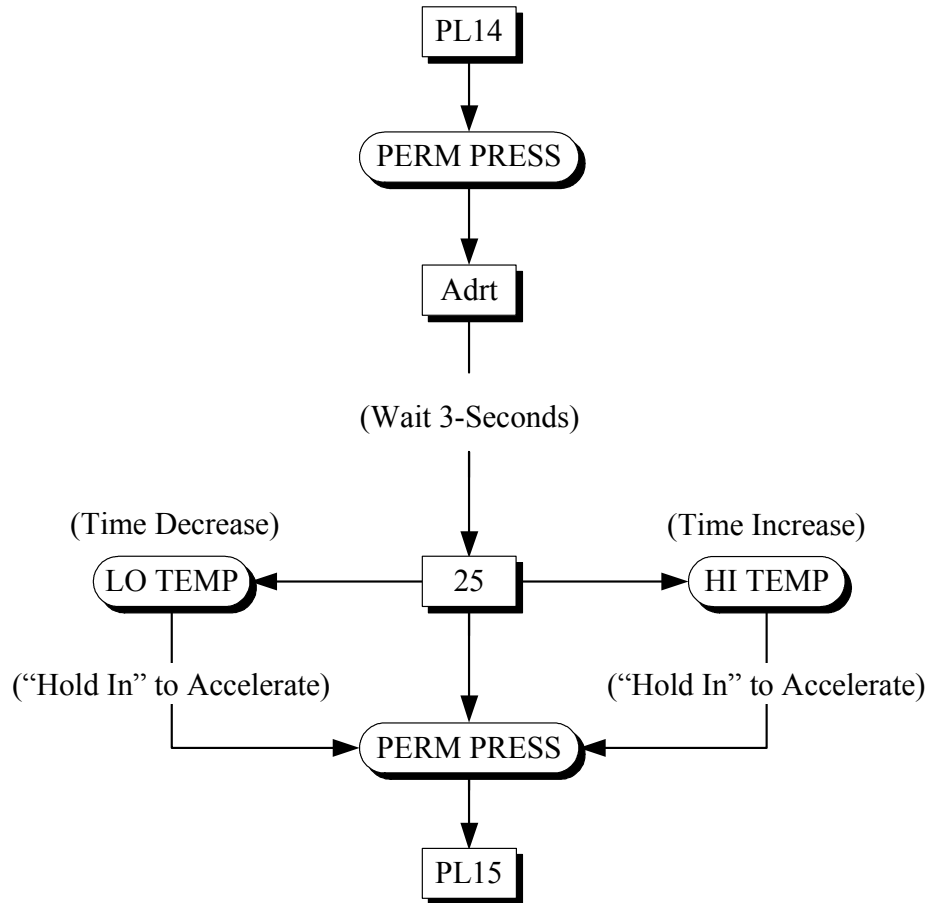 PL14
PERM PRESS
Adrt
(Wait 3-Seconds)
(Time Decrease)
(Time Increase)
LO TEMP
25
HI TEMP
(“Hold In” to Accelerate)
(“Hold In” to Accelerate)
PERM PRESS
PL15